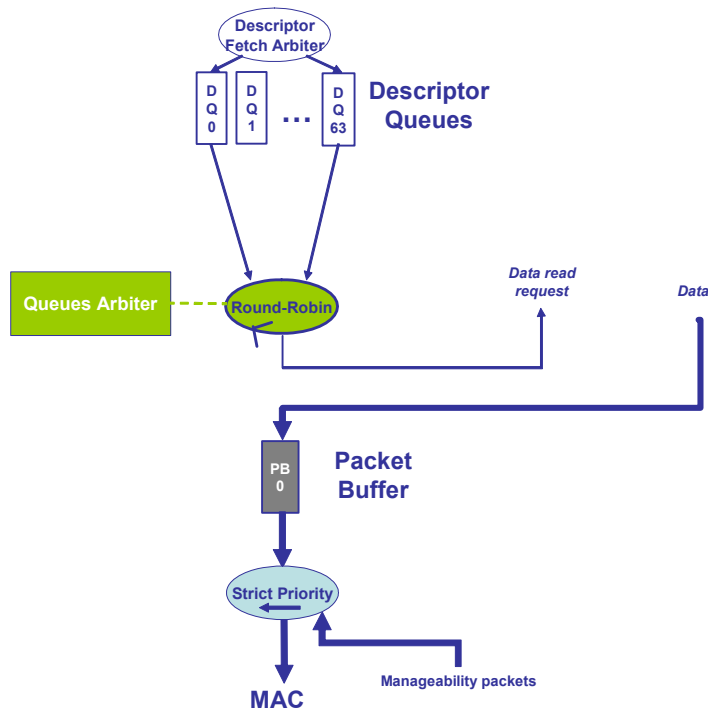 Descriptor
Fetch Arbiter
D
Q
0
D
Q
1
...
D
Q
63
Descriptor
Queues
Queues Arbiter
Round-Robin
Data read
request
Data
PB
0
Packet
Buffer
Strict Priority
Manageability packets
MAC